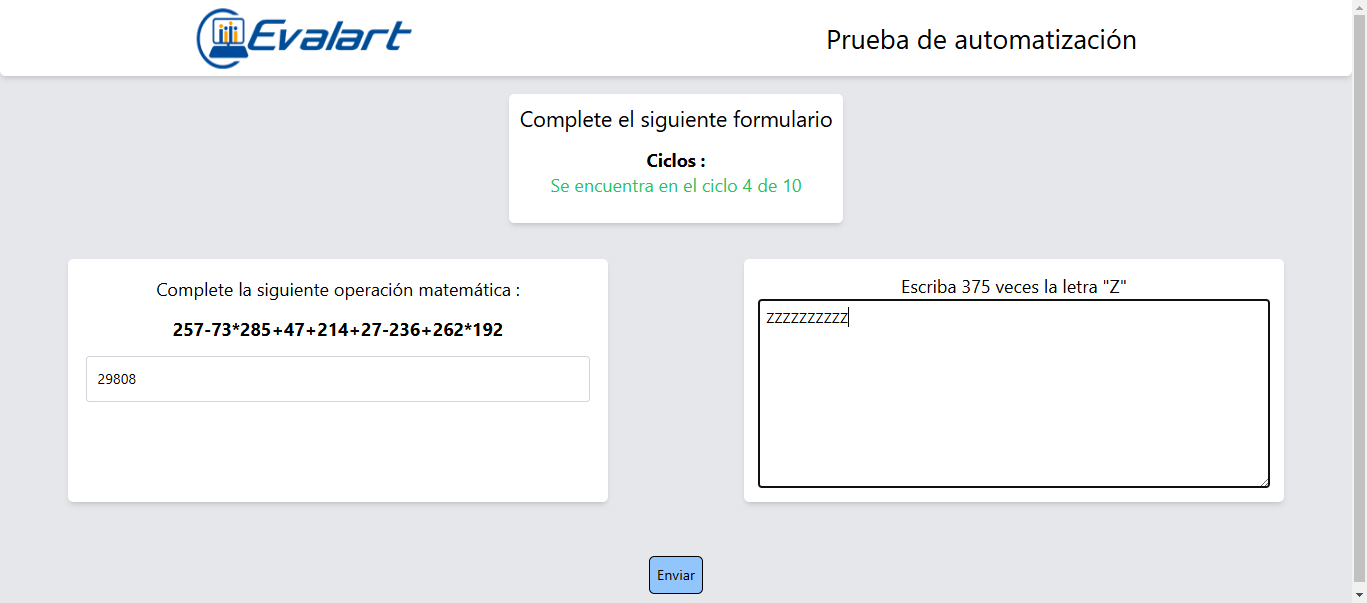 Evalart
Prueba de automatización
Complete el siguiente formulario
Ciclos :
Se encuentra en el ciclo 4 de 10
Complete la siguiente operación matemática :
257-73*285+47+214+27-236+262*192
29808
Escriba 375 veces la letra "Z"
ZZZZZZZZZZ
Enviar